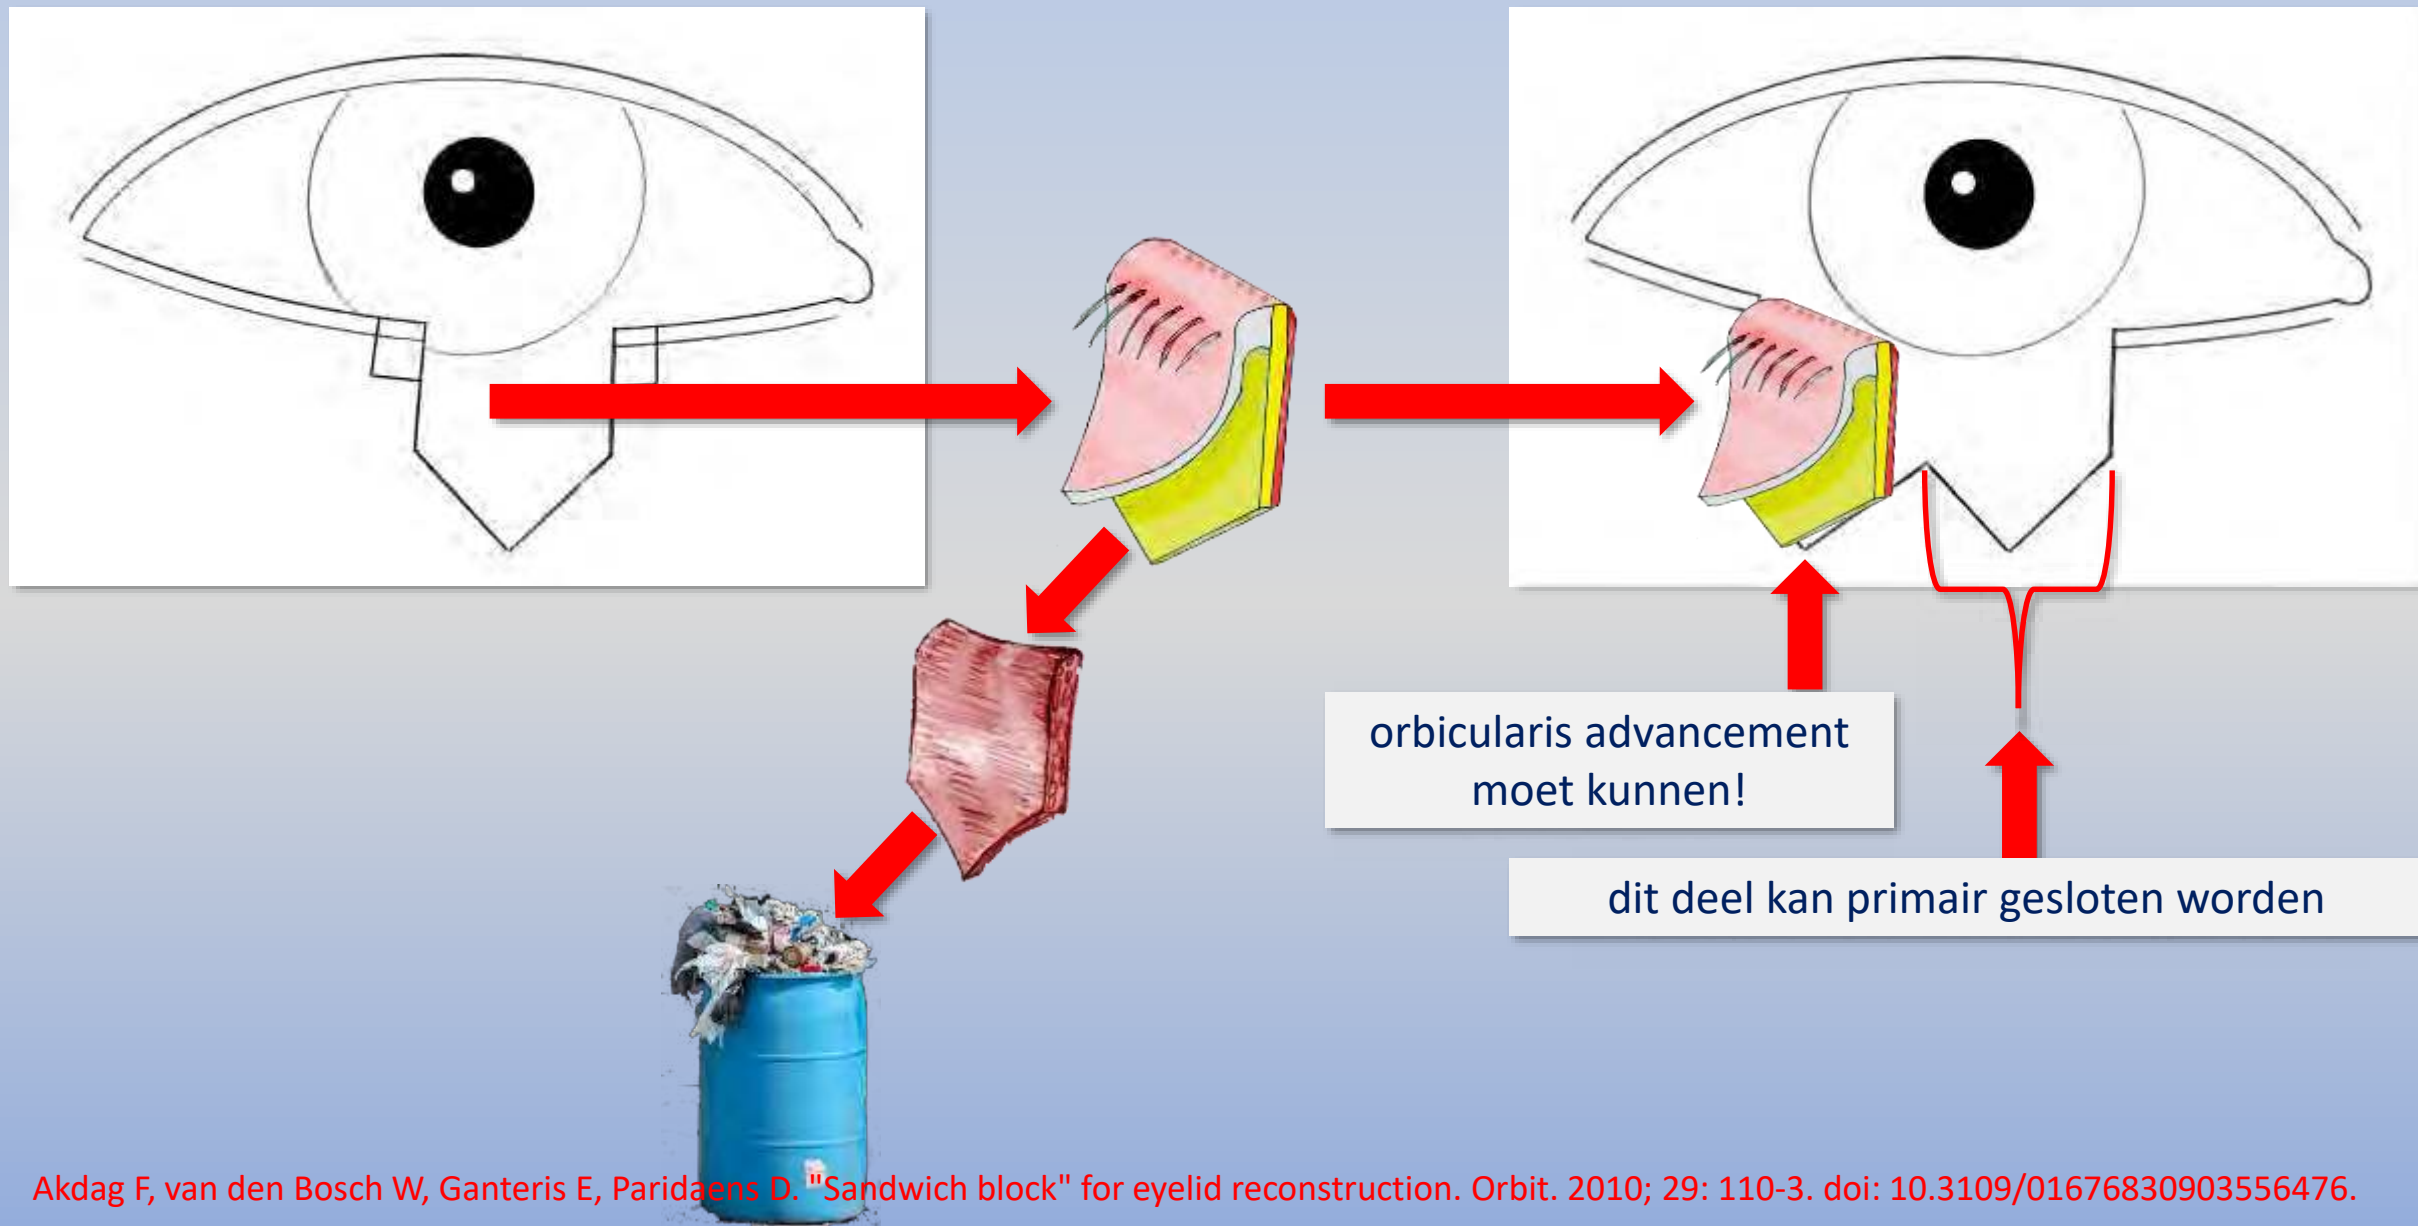 orbicularis advancement
moet kunnen!
dit deel kan primair gesloten worden
Akdag F, van den Bosch W, Ganteris E, Paridaens D. "Sandwich block" for eyelid reconstruction. Orbit. 2010; 29: 110-3. doi: 10.3109/01676830903556476.